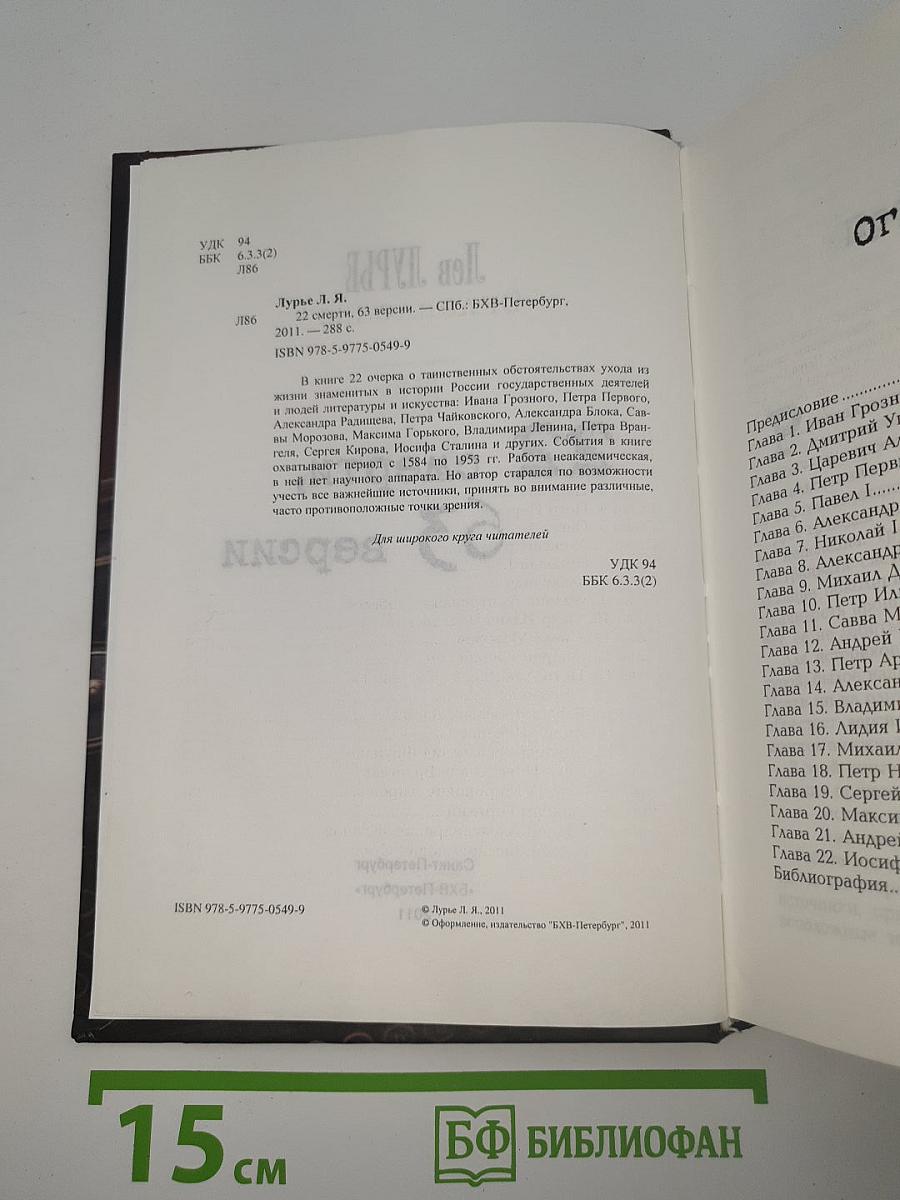 УДК 94
ББК 6.3.3(2)
Л86
Лурье Л. Я.
Л86 22 смерти, 63 версии. — СПб.: БХВ-Петербург,
2011. — 288 с.
ISBN 978-5-9775-0549-9
В книге 22 очерка о таинственных обстоятельствах ухода из
жизни знаменитых в истории России государственных деятелей
и людей литературы и искусства: Ивана Грозного, Петра Первого,
Александра Радищева, Петра Чайковского, Александра Блока, Сав-
вы Морозова, Максима Горького, Владимира Ленина, Петра Вран-
геля, Сергея Кирова, Иосифа Сталина и других. События в книге
охватывают период с 1584 по 1953 гг. Работа неакадемическая,
в ней нет научного аппарата. Но автор старался по возможности
учесть все важнейшие источники, принять во внимание различные,
часто противоположные точки зрения.
Для широкого круга читателей
УДК 94
ББК 6.3.3(2)
ISBN 978-5-9775-0549-9
© Лурье Л. Я., 2011
© Оформление, издательство "БХВ-Петербург", 2011
Ог
Предисловие
Глава 1. Иван Грозн
Глава 2. Дмитрий Уг
Глава 3. Царевич Ал
Глава 4. Петр Перв
Глава 5. Павел I
Глава 6. Александр
Глава 7. Николай I
Глава 8. Александр
Глава 9. Михаил Д
Глава 10. Петр Ил
Глава 11. Савва М
Глава 12. Андрей
Глава 13. Петр Ар
Глава 14. Алексан
Глава 15. Владими
Глава 16. Лидия
Глава 17. Михаил
Глава 18. Петр Н
Глава 19. Сергей
Глава 20. Макси
Глава 21. Андрей
Глава 22. Иосиф
Библиография
15 см
БФ БИБЛИОФАН